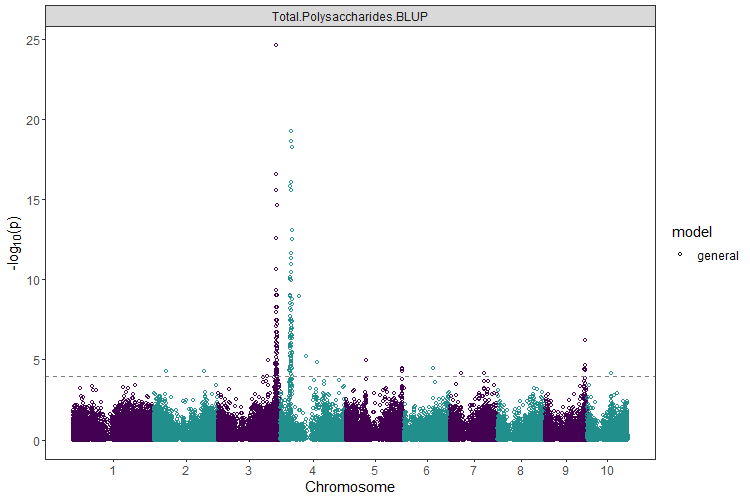 Total.Polysaccharides.BLUP
25
20
15
10
5
0
-log10(p)
1 2 3 4 5 6 7 8 9 10
Chromosome
model
general